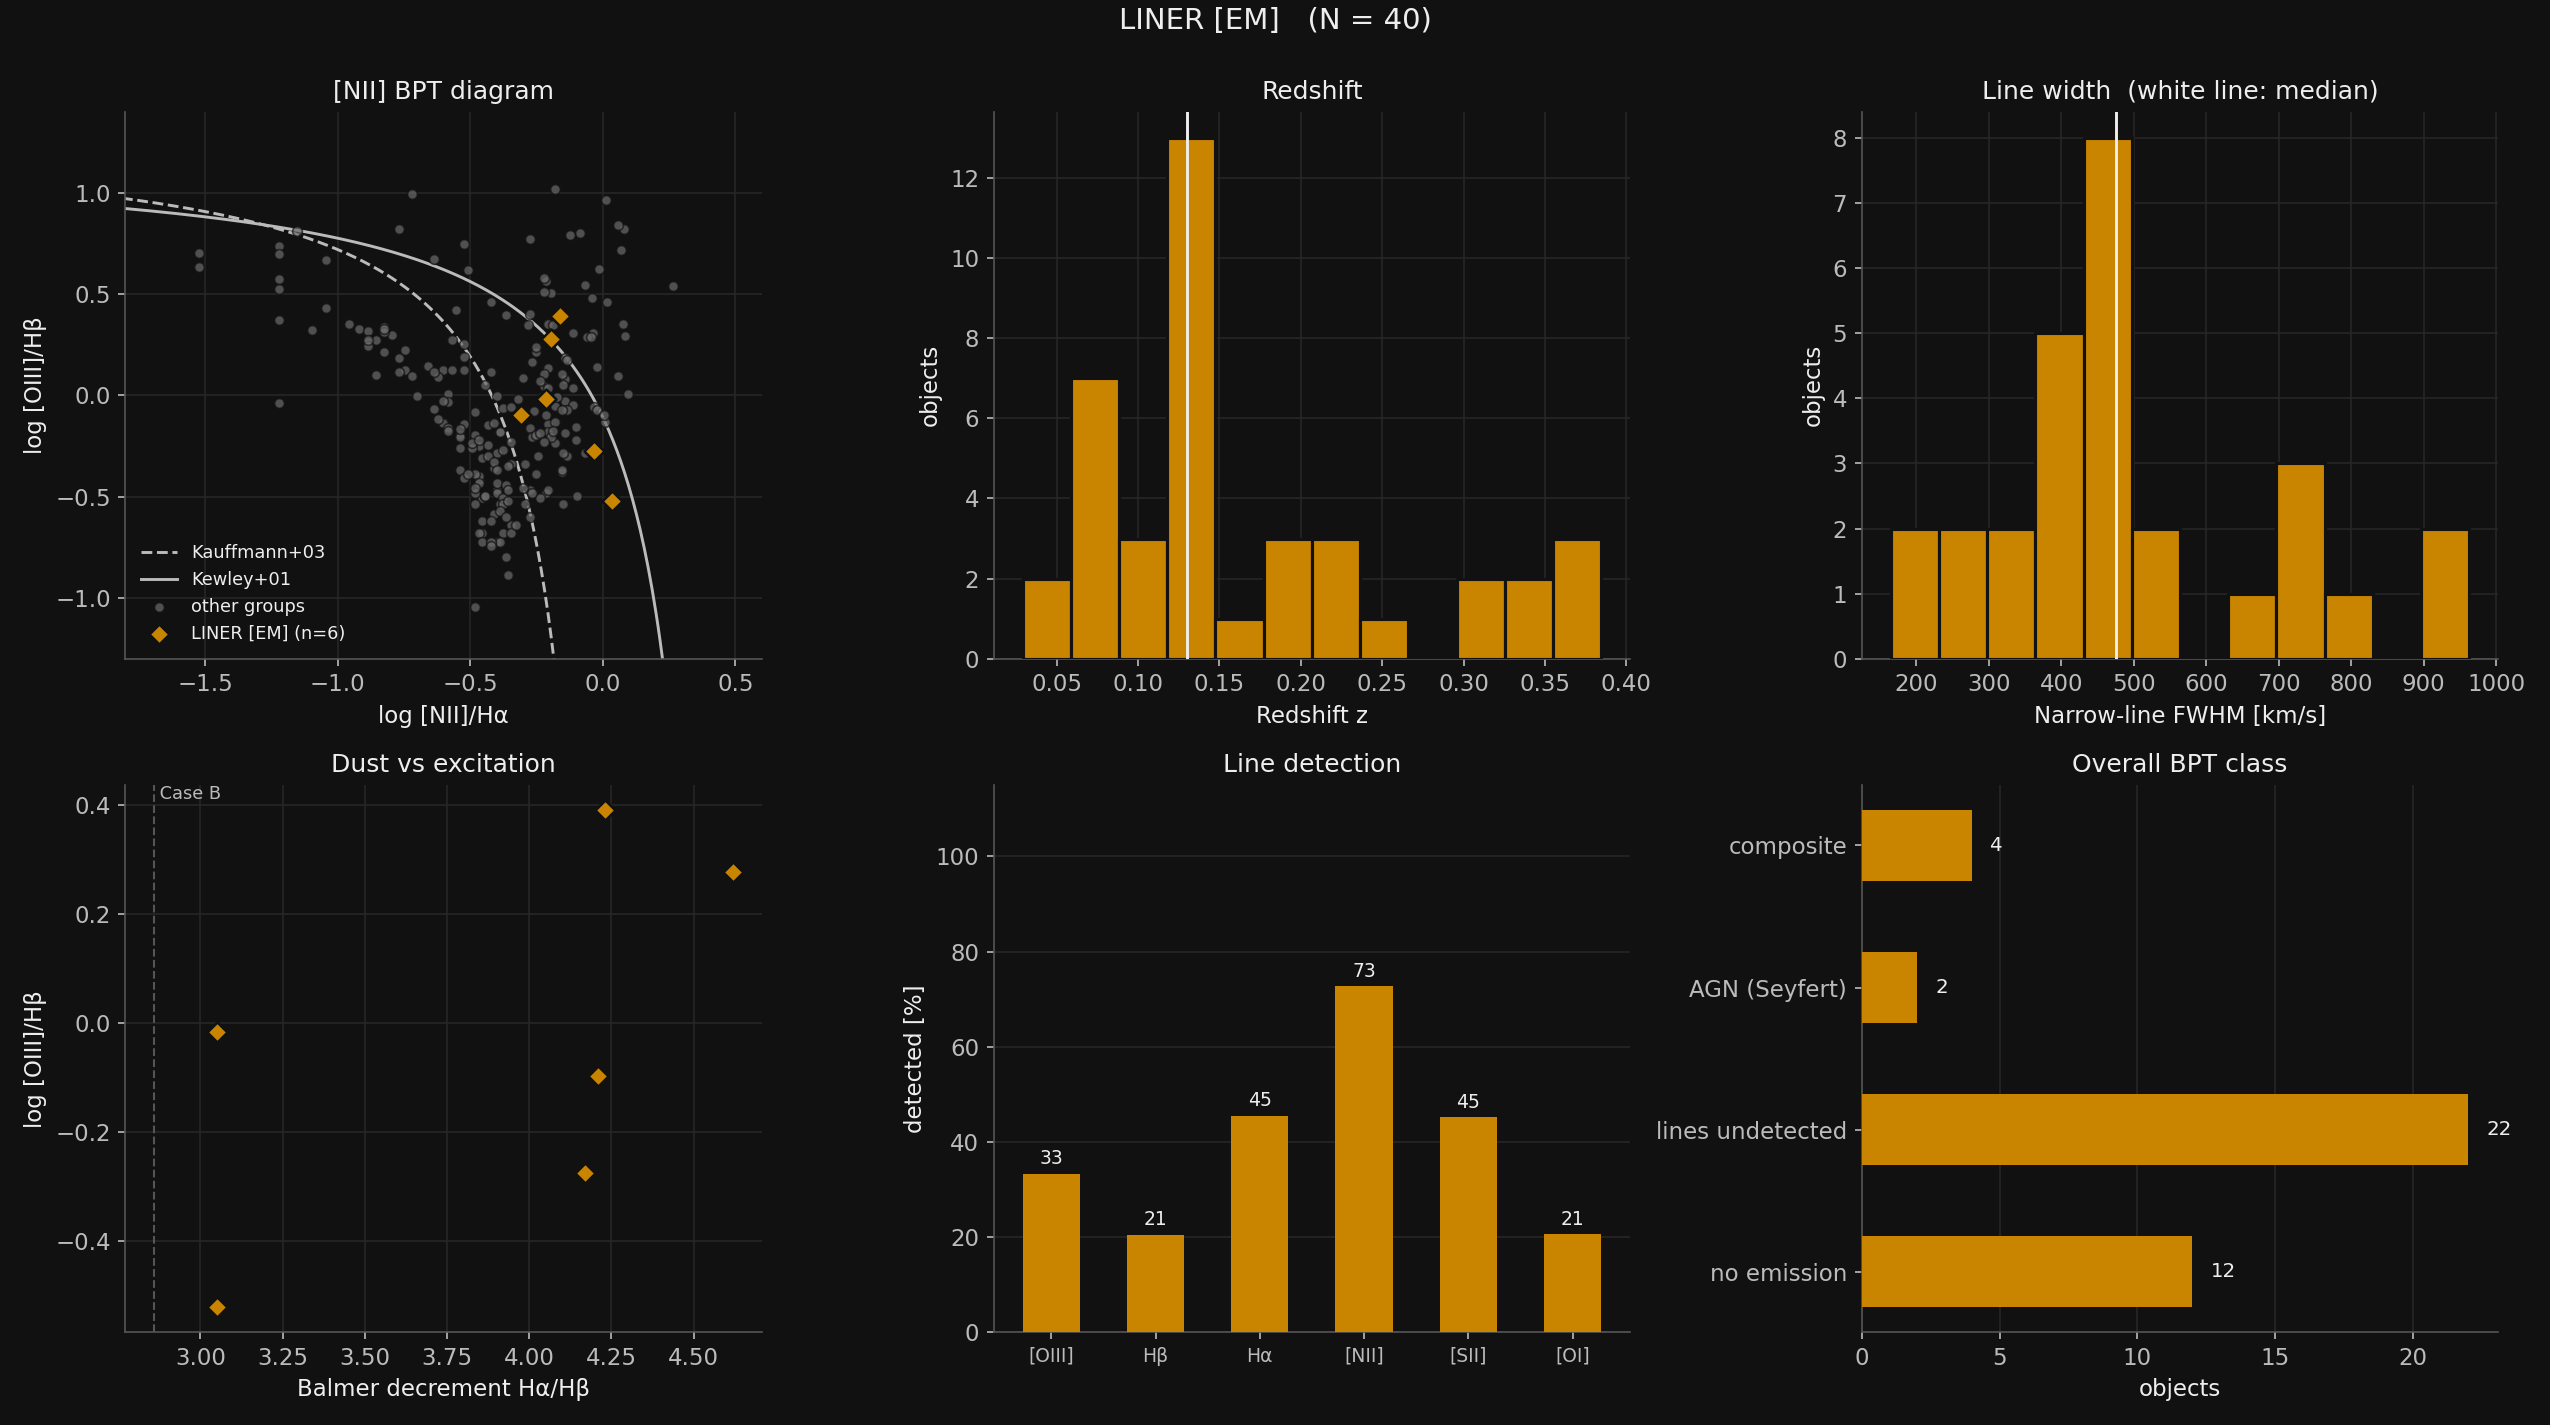 LINER [EM]   (N = 40)
[NII] BPT diagram
log [OIII]/Hβ
1.0
0.5
0.0
−0.5
−1.0
Kauffmann+03
Kewley+01
other groups
LINER [EM] (n=6)
−1.5
−1.0
−0.5
0.0
0.5
log [NII]/Hα
Redshift
objects
12
10
8
6
4
2
0
0.05
0.10
0.15
0.20
0.25
0.30
0.35
0.40
Redshift z
Line width  (white line: median)
objects
8
7
6
5
4
3
2
1
0
200
300
400
500
600
700
800
900
1000
Narrow-line FWHM [km/s]
Dust vs excitation
Case B
log [OIII]/Hβ
0.4
0.2
0.0
−0.2
−0.4
3.00
3.25
3.50
3.75
4.00
4.25
4.50
Balmer decrement Hα/Hβ
Line detection
detected [%]
100
80
60
40
20
0
33
21
45
73
45
21
[OIII]
Hβ
Hα
[NII]
[SII]
[OI]
Overall BPT class
composite
4
AGN (Seyfert)
2
lines undetected
22
no emission
12
0
5
10
15
20
objects